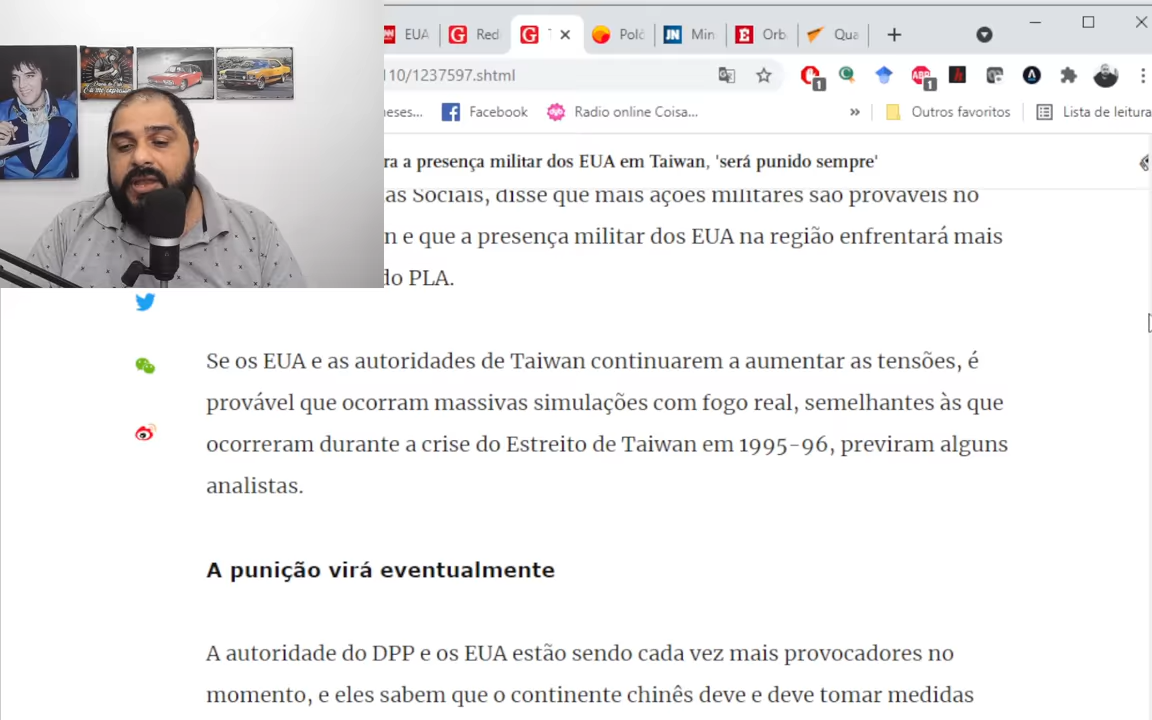 EUA
Red
Poló
JN
Min
Orb
Qua
110/1237597.shtml
eses...
Facebook
Radio online Coisa...
»
Outros favoritos
Lista de leitura
ra a presença militar dos EUA em Taiwan, 'será punido sempre'
as Sociais, disse que mais ações militares são prováveis no
n e que a presença militar dos EUA na região enfrentará mais
do PLA.
Se os EUA e as autoridades de Taiwan continuarem a aumentar as tensões, é
provável que ocorram massivas simulações com fogo real, semelhantes às que
ocorreram durante a crise do Estreito de Taiwan em 1995-96, previram alguns
analistas.
A punição virá eventualmente
A autoridade do DPP e os EUA estão sendo cada vez mais provocadores no
momento, e eles sabem que o continente chinês deve e deve tomar medidas